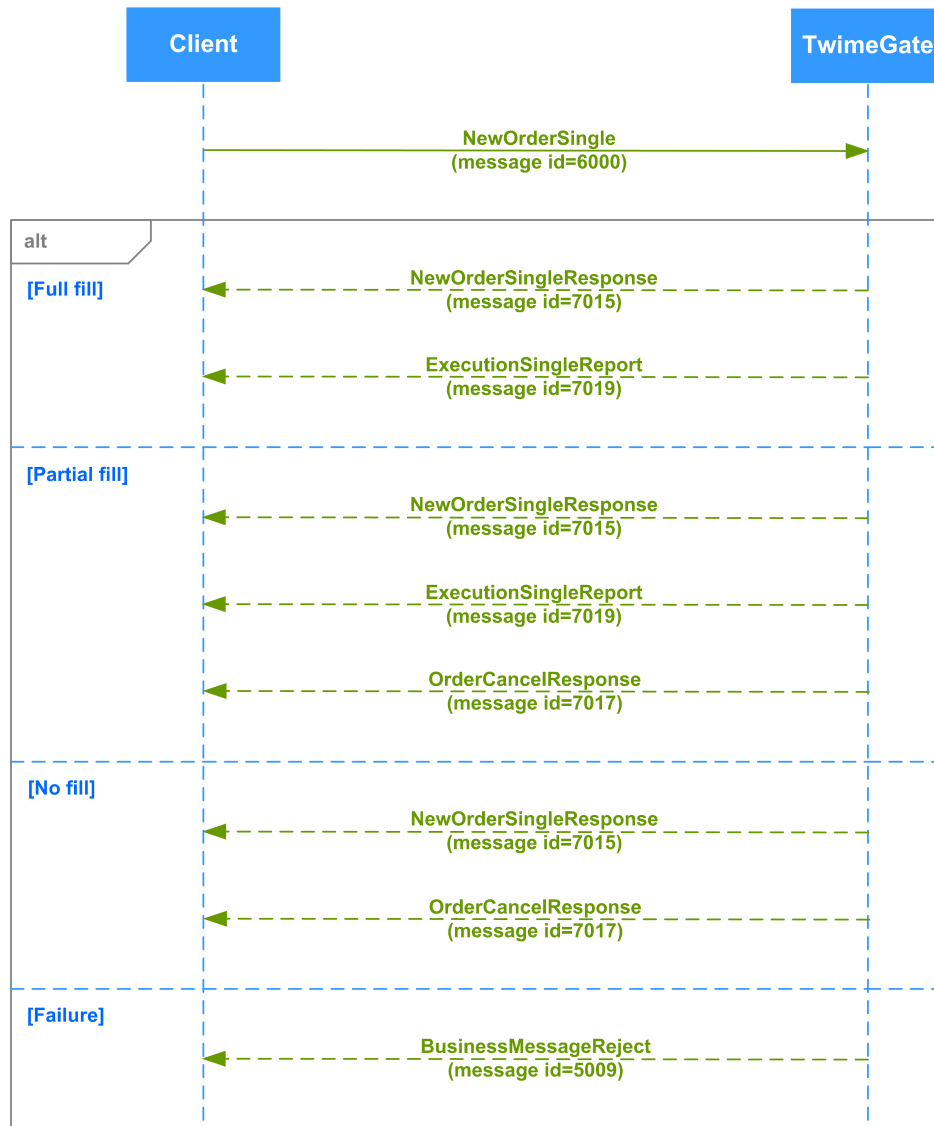 Client
TwimeGate
NewOrderSingle
(message id=6000)
alt
[Full fill]
NewOrderSingleResponse
(message id=7015)
ExecutionSingleReport
(message id=7019)
[Partial fill]
NewOrderSingleResponse
(message id=7015)
ExecutionSingleReport
(message id=7019)
OrderCancelResponse
(message id=7017)
[No fill]
NewOrderSingleResponse
(message id=7015)
OrderCancelResponse
(message id=7017)
[Failure]
BusinessMessageReject
(message id=5009)